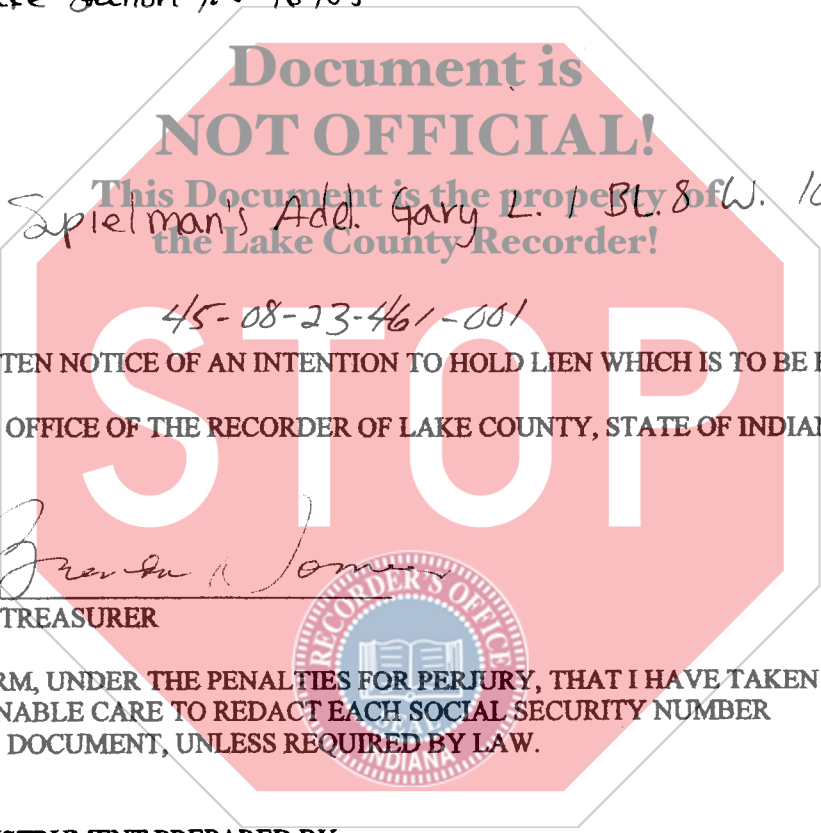 Section
Document is
NOT OFFICIAL!
This Document is the property of
the Lake County Recorder!
Spielman's Add. Gary L. 1 BL. 8 W. 10
45-08-23-461-001
TEN NOTICE OF AN INTENTION TO HOLD LIEN WHICH IS TO BE
OFFICE OF THE RECORDER OF LAKE COUNTY, STATE OF INDIAN
STOP
TREASURER
RECORDER'S OFFICE
SEAL
INDIANA
RM, UNDER THE PENALTIES FOR PERJURY, THAT I HAVE TAKEN
NABLE CARE TO REDACT EACH SOCIAL SECURITY NUMBER
DOCUMENT, UNLESS REQUIRED BY LAW.